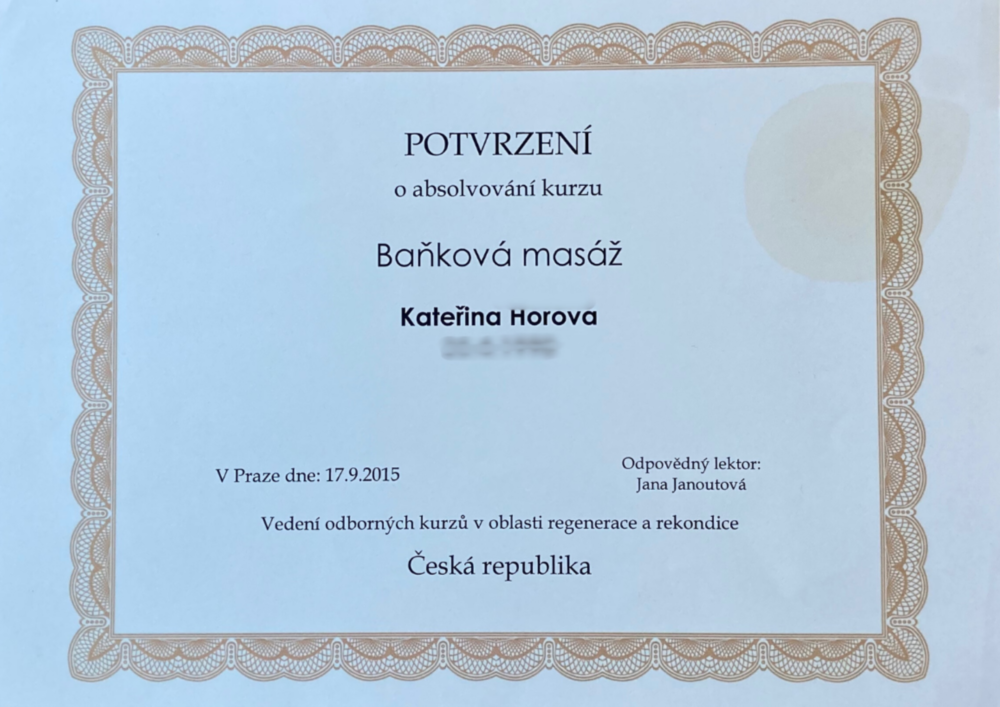 POTVRZENÍ
o absolvování kurzu
Baňková masáž
Kateřina Horová
V Praze dne: 17.9.2015
Odpovědný lektor:
Jana Janoutová
Vedení odborných kurzů v oblasti regenerace a rekondice
Česká republika